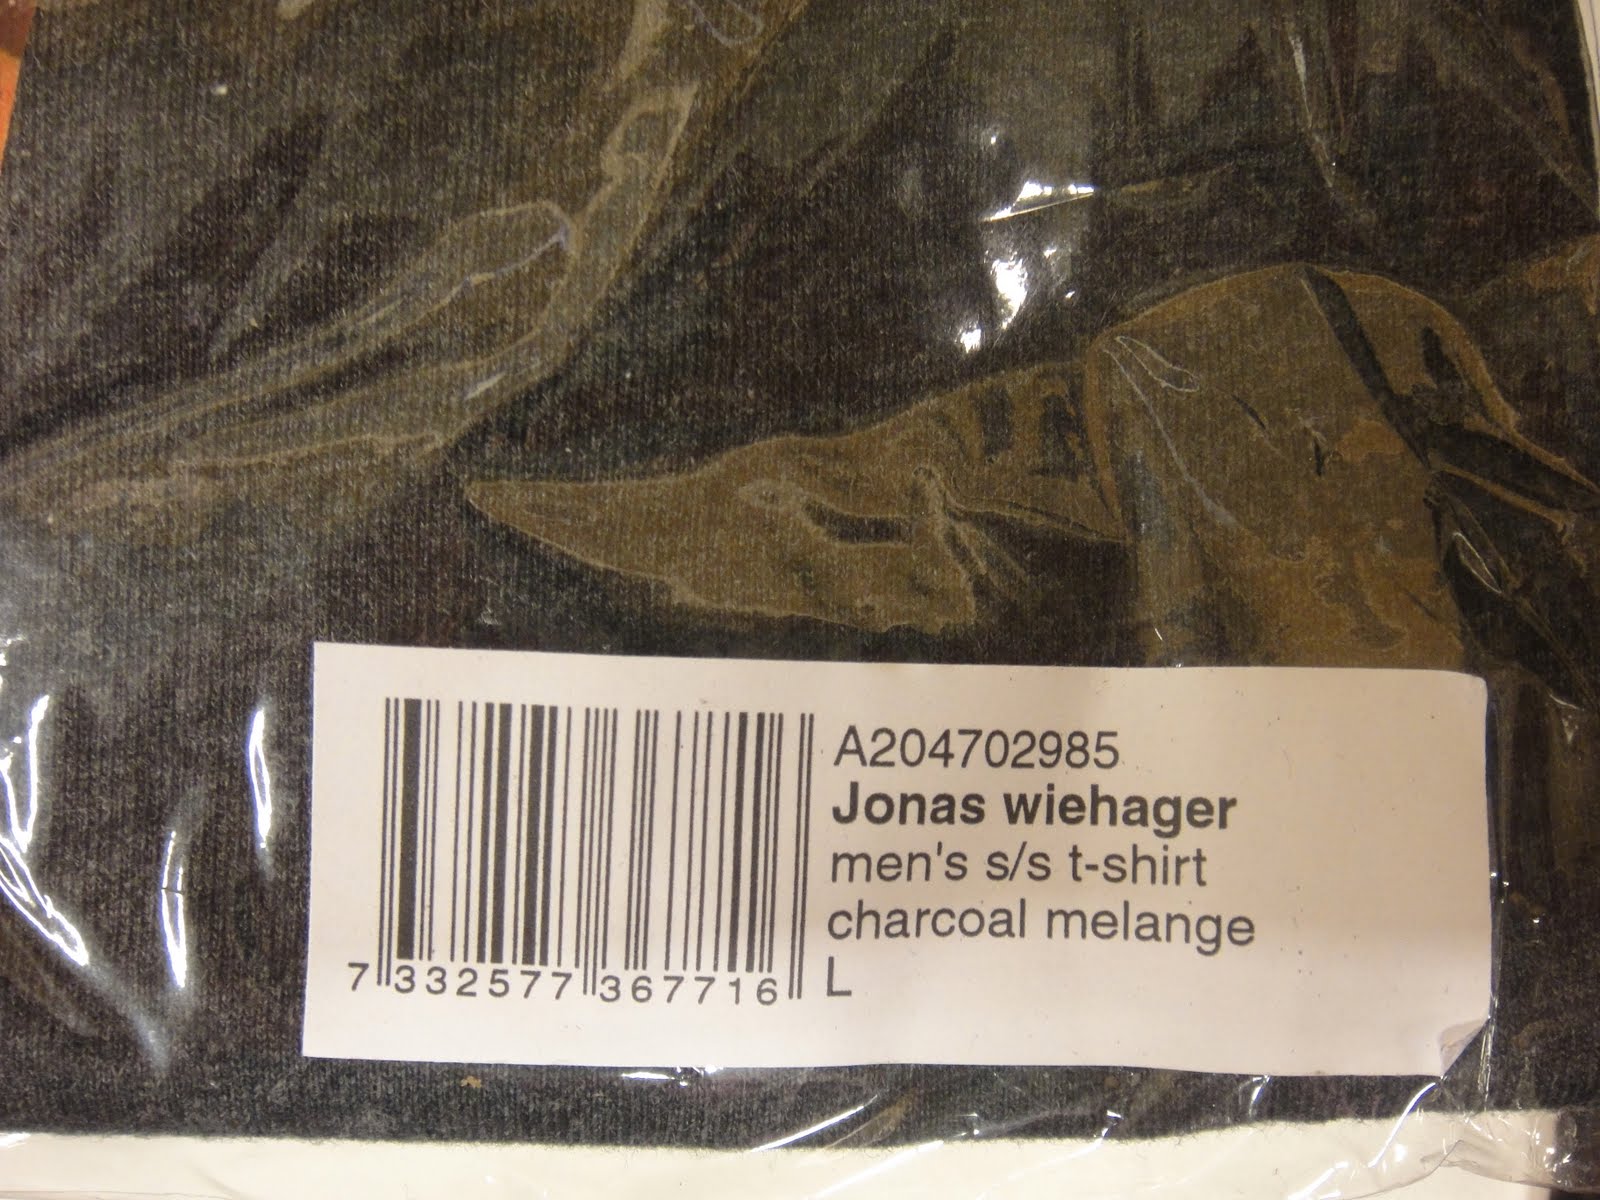 A204702985
Jonas wiehager
men's s/s t-shirt
charcoal melange
L
7 332577 367716